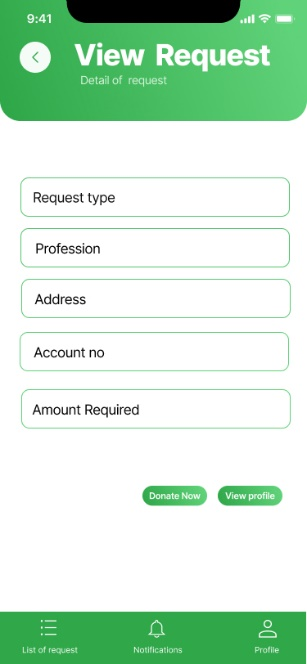 9:41
View Request
Detail of request
Request type
Profession
Address
Account no
Amount Required
Donate Now View profile
List of request Notifications Profile